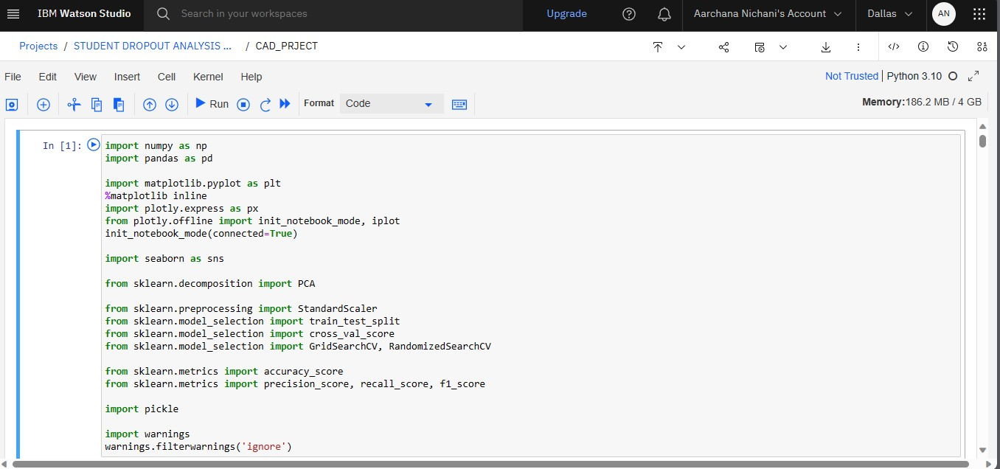 IBM Watson Studio
Search in your workspaces
Upgrade
Aarchana Nichani's Account
Dallas
AN
Projects / STUDENT DROPOUT ANALYSIS ... / CAD_PRJECT
File Edit View Insert Cell Kernel Help
Not Trusted | Python 3.10
Run
Format
Code
Memory:186.2 MB / 4 GB
In [1]:
import numpy as np
import pandas as pd
import matplotlib.pyplot as plt
%matplotlib inline
import plotly.express as px
from plotly.offline import init_notebook_mode, iplot
init_notebook_mode(connected=True)
import seaborn as sns
from sklearn.decomposition import PCA
from sklearn.preprocessing import StandardScaler
from sklearn.model_selection import train_test_split
from sklearn.model_selection import cross_val_score
from sklearn.model_selection import GridSearchCV, RandomizedSearchCV
from sklearn.metrics import accuracy_score
from sklearn.metrics import precision_score, recall_score, f1_score
import pickle
import warnings
warnings.filterwarnings('ignore')